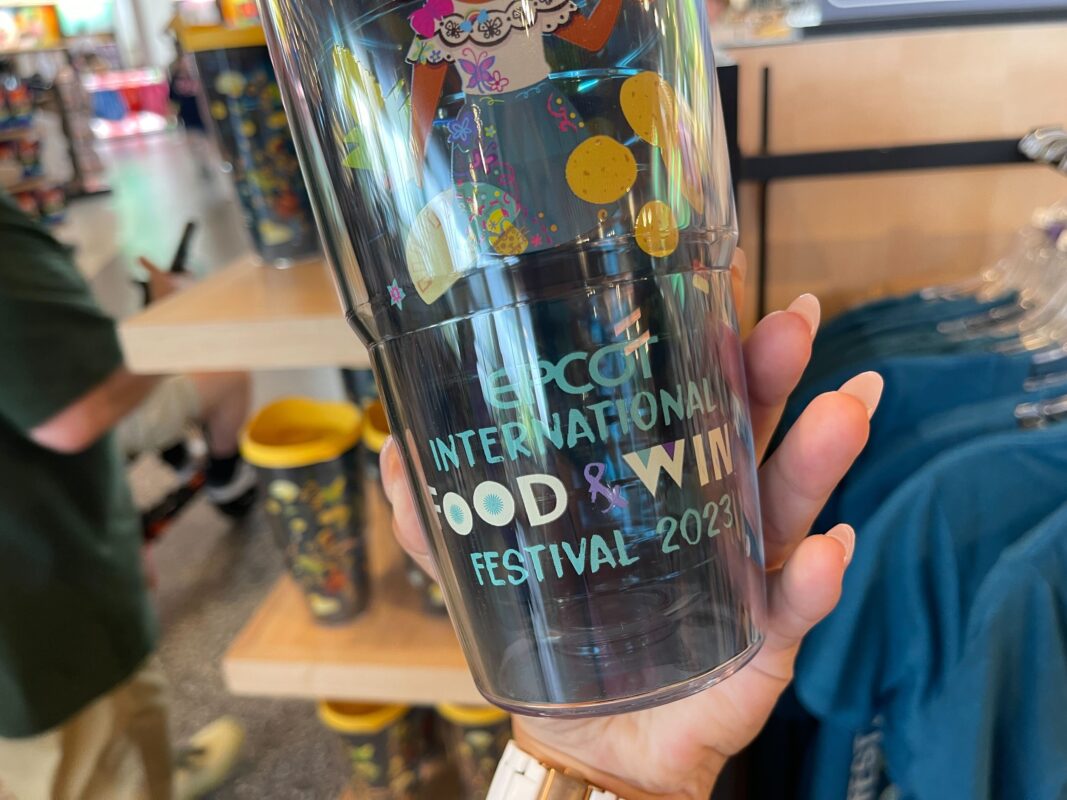 EPCOT
INTERNATIONAL
FOOD & WIN
FESTIVAL 2023